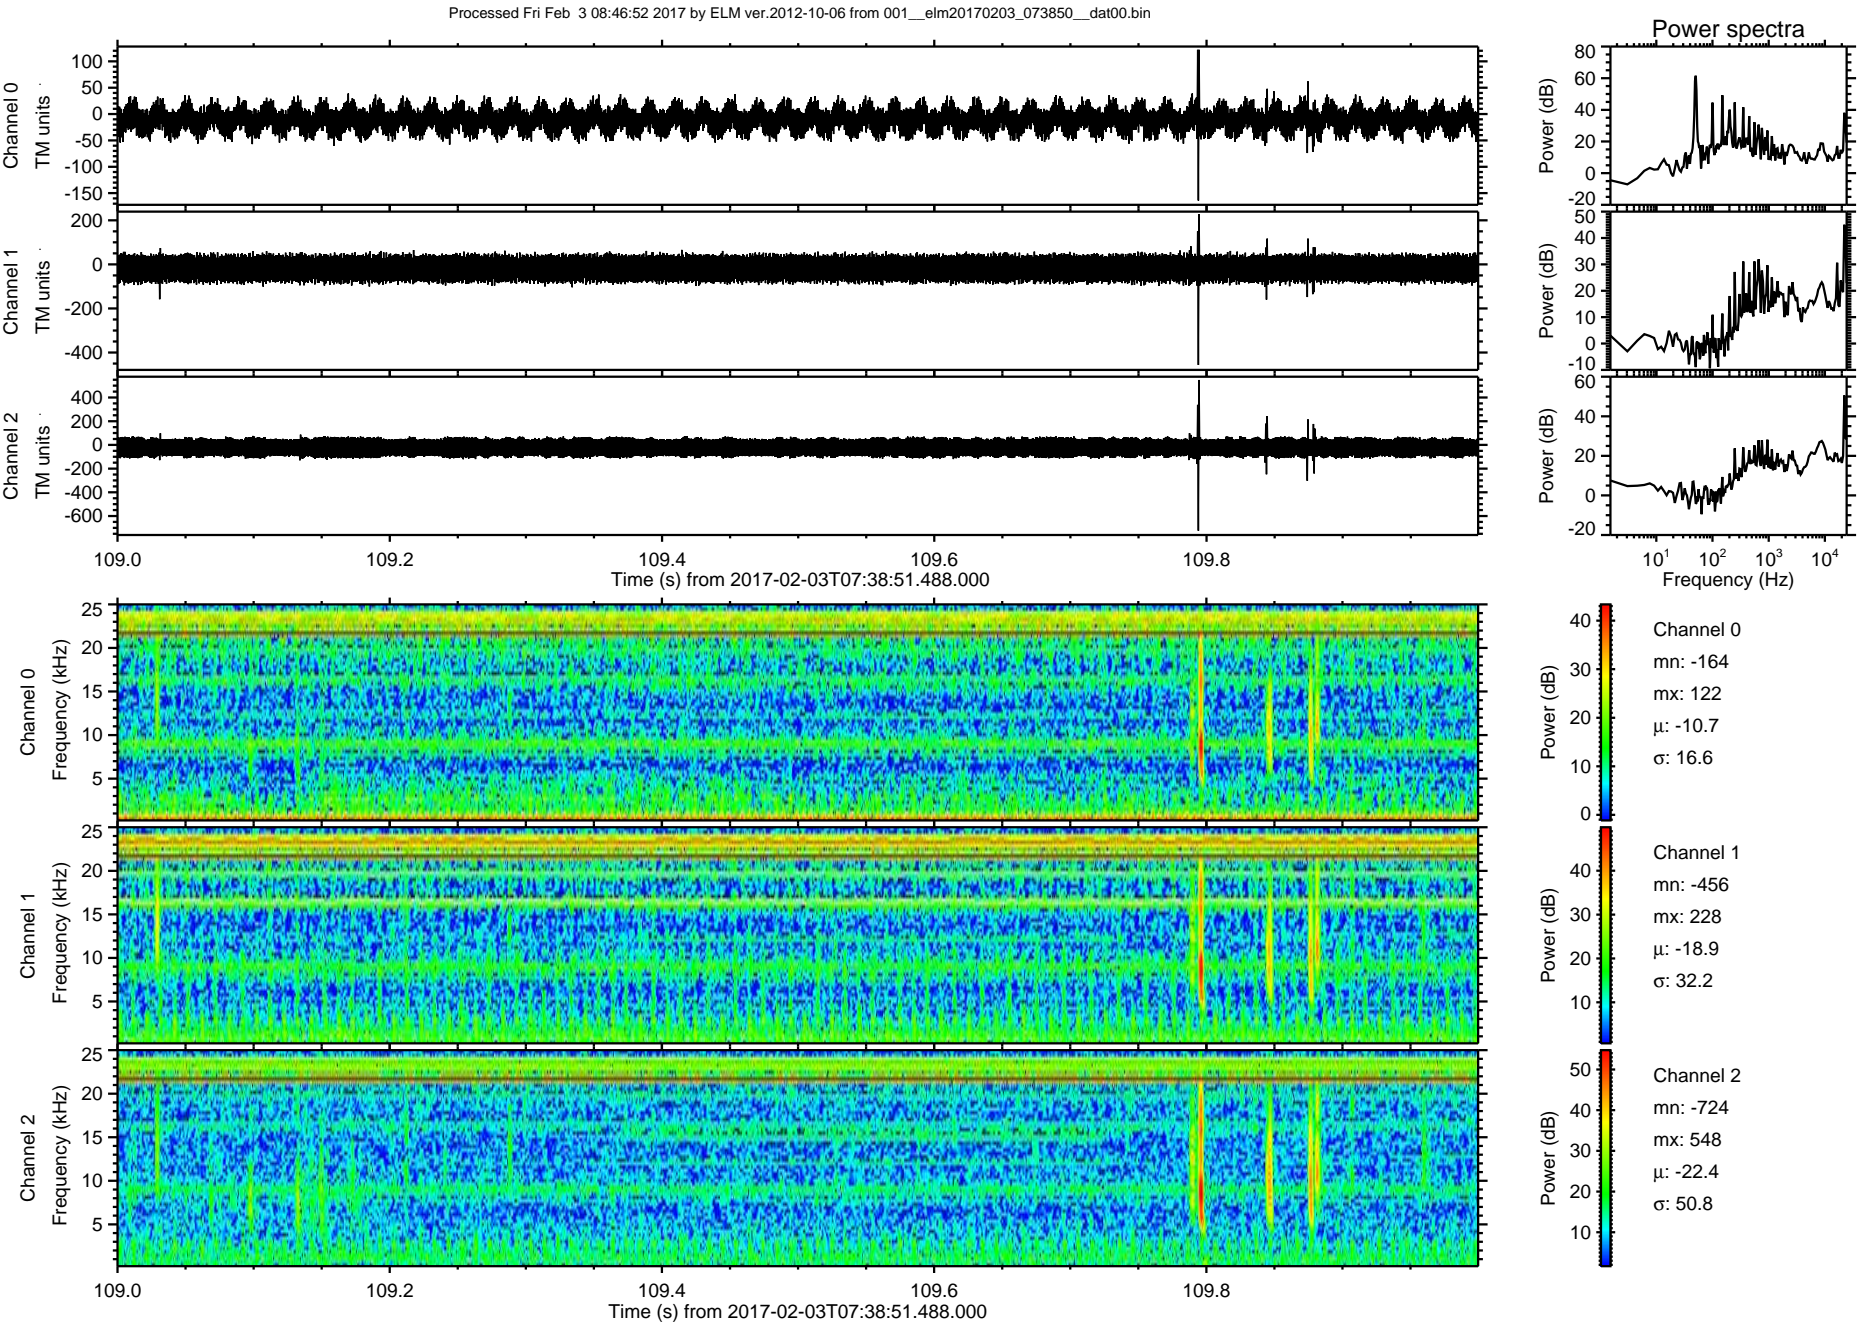 Processed Fri Feb  3 08:46:52 2017 by ELM ver.2012-10-06 from 001__elm20170203_073850__dat00.bin
Power spectra
Channel 0
TM units
100
50
0
-50
-100
-150
Power (dB)
80
60
40
20
0
-20
Channel 1
TM units
200
0
-200
-400
Power (dB)
50
40
30
20
10
0
-10
Channel 2
TM units
400
200
0
-200
-400
-600
Power (dB)
60
40
20
0
-20
109.0 109.2 109.4 109.6 109.8
Time (s) from 2017-02-03T07:38:51.488.000
10¹ 10² 10³ 10⁴
Frequency (Hz)
Channel 0
Frequency (kHz)
25
20
15
10
5
Power (dB)
40
30
20
10
0
Channel 0
mn: -164
mx: 122
μ: -10.7
σ: 16.6
Channel 1
Frequency (kHz)
25
20
15
10
5
Power (dB)
40
30
20
10
Channel 1
mn: -456
mx: 228
μ: -18.9
σ: 32.2
Channel 2
Frequency (kHz)
25
20
15
10
5
Power (dB)
50
40
30
20
10
Channel 2
mn: -724
mx: 548
μ: -22.4
σ: 50.8
109.0 109.2 109.4 109.6 109.8
Time (s) from 2017-02-03T07:38:51.488.000